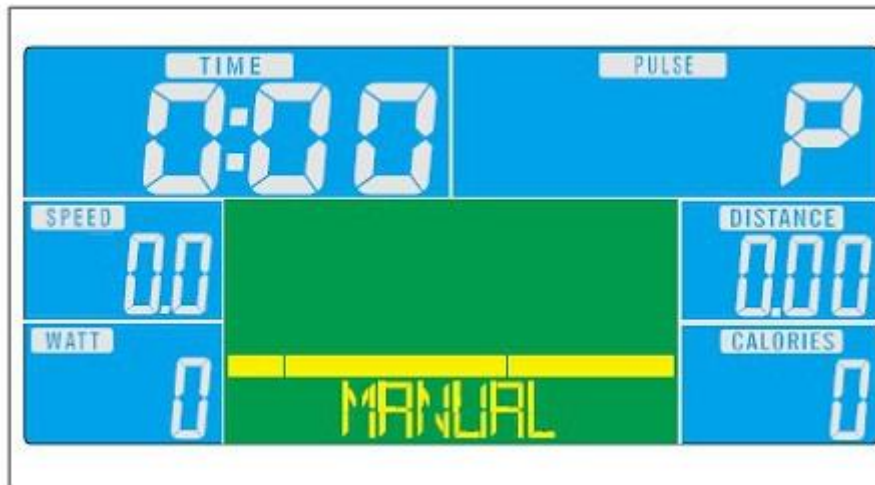 TIME PULSE
0:00 P
SPEED DISTANCE
0.0 0.00
WATT CALORIES
0 0
MANUAL